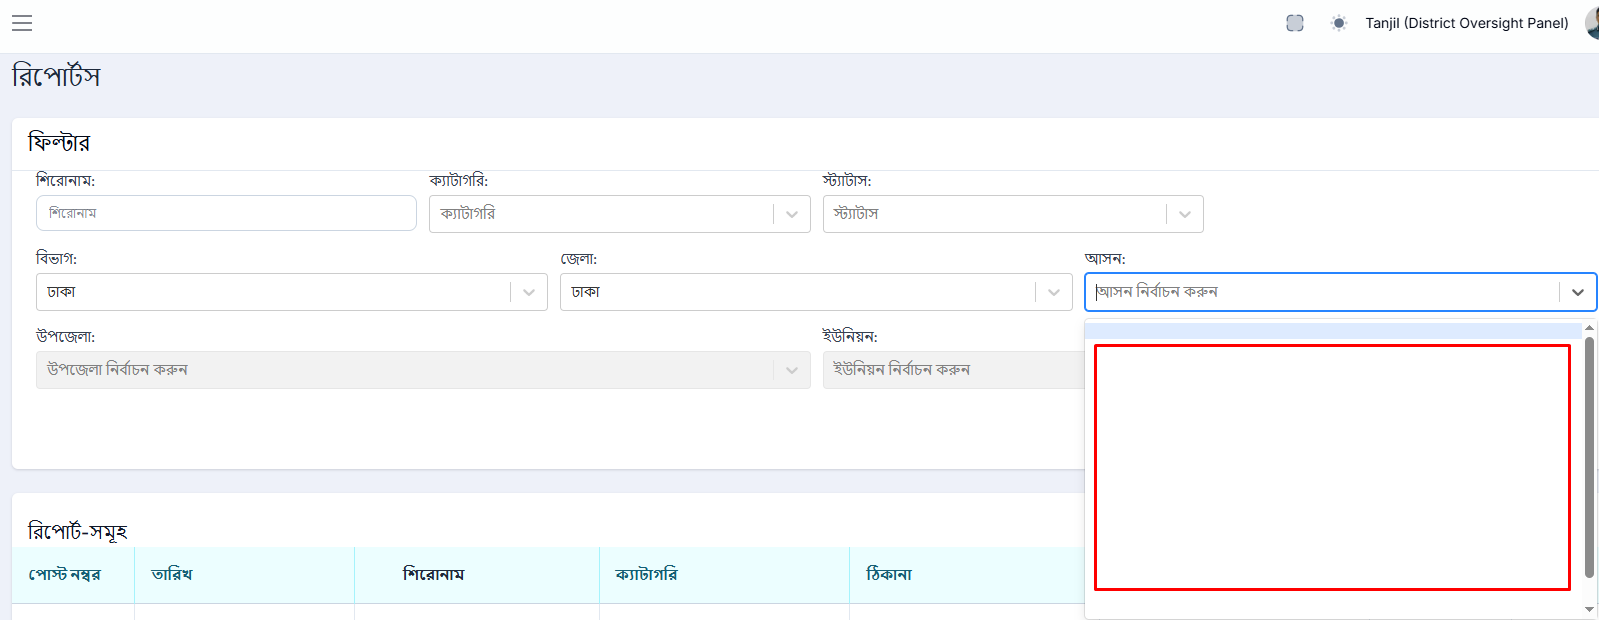 Tanjil (District Oversight Panel)
রিপোর্টস
ফিল্টার
শিরোনাম: ক্যাটাগরি: স্ট্যাটাস:
শিরোনাম ক্যাটাগরি স্ট্যাটাস
বিভাগ: জেলা: আসন:
ঢাকা ঢাকা আসন নির্বাচন করুন
উপজেলা: ইউনিয়ন:
উপজেলা নির্বাচন করুন ইউনিয়ন নির্বাচন করুন
রিপোর্ট-সমূহ
পোস্ট নম্বর তারিখ শিরোনাম ক্যাটাগরি ঠিকানা